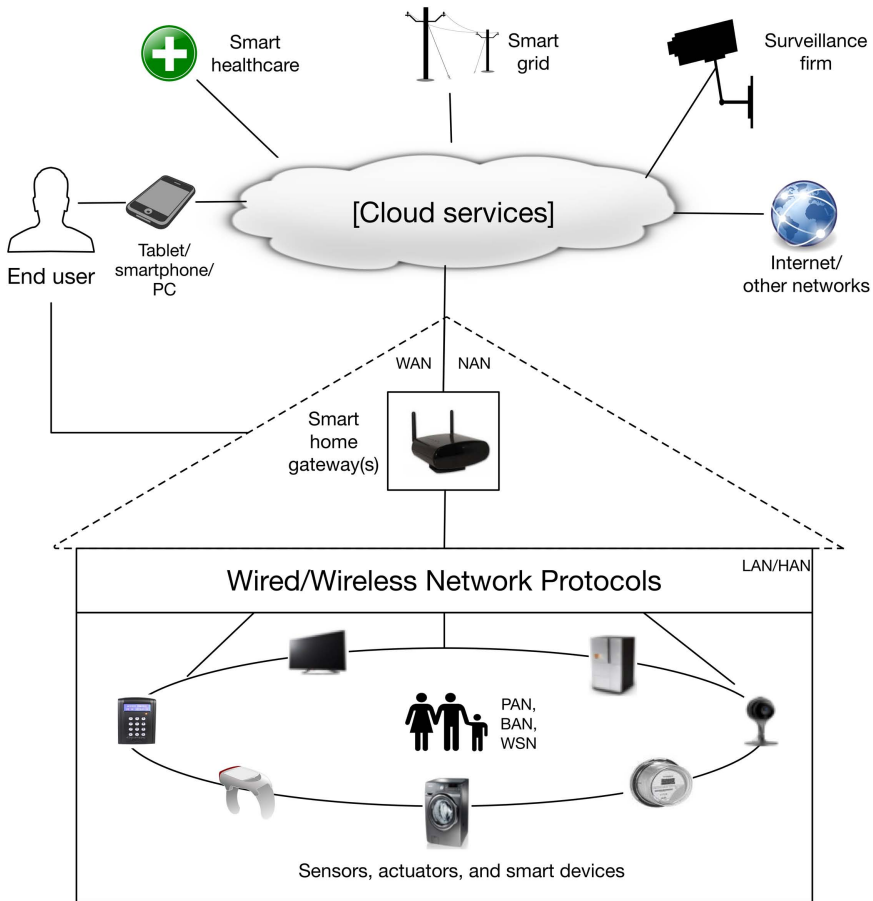 Smart
healthcare
Smart
grid
Surveillance
firm
[Cloud services]
End user
Tablet/
smartphone/
PC
Internet/
other networks
WAN
NAN
Smart
home
gateway(s)
LAN/HAN
Wired/Wireless Network Protocols
PAN,
BAN,
WSN
Sensors, actuators, and smart devices